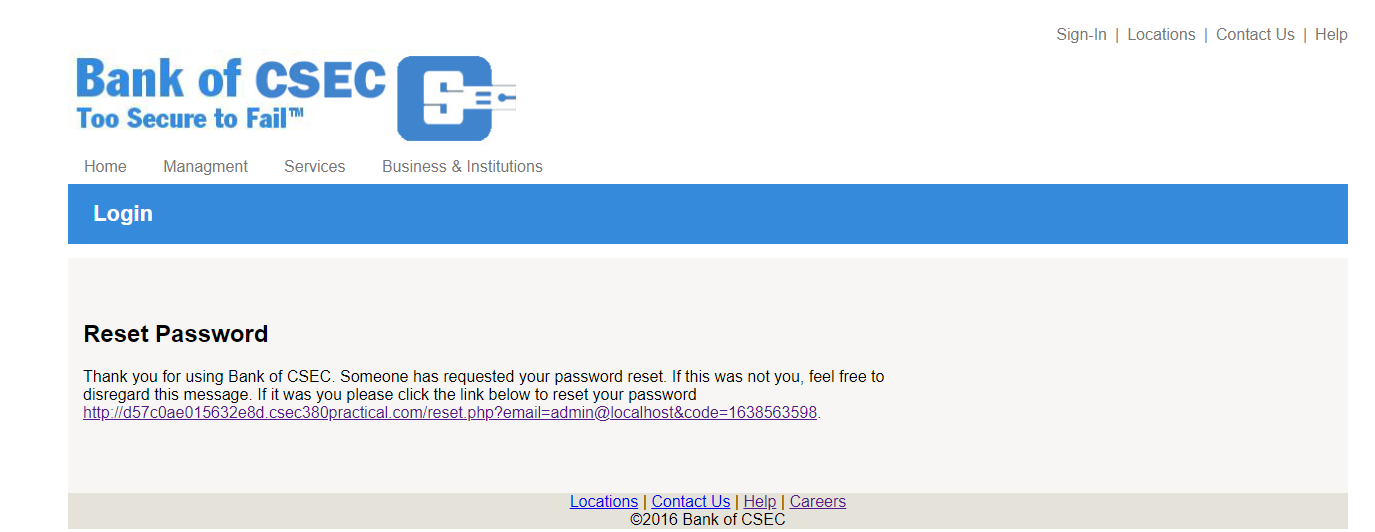 Sign-In | Locations | Contact Us | Help
Bank of CSEC
Too Secure to Fail™
S
Home Managment Services Business & Institutions
Login
Reset Password
Thank you for using Bank of CSEC. Someone has requested your password reset. If this was not you, feel free to
disregard this message. If it was you please click the link below to reset your password
http://d57c0ae015632e8d.csec380practical.com/reset.php?email=admin@localhost&code=1638563598.
Locations | Contact Us | Help | Careers
©2016 Bank of CSEC